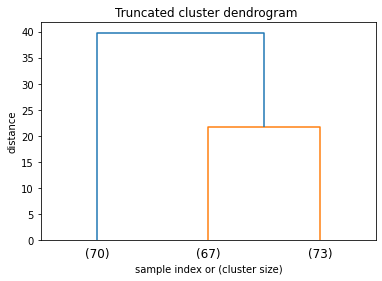 Truncated cluster dendrogram
40
35
30
25
20
15
10
5
0
distance
(70) (67) (73)
sample index or (cluster size)